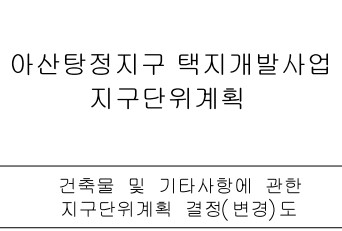 아산탕정지구 택지개발사업
지구단위계획
건축물 및 기타사항에 관한
지구단위계획 결정(변경)도